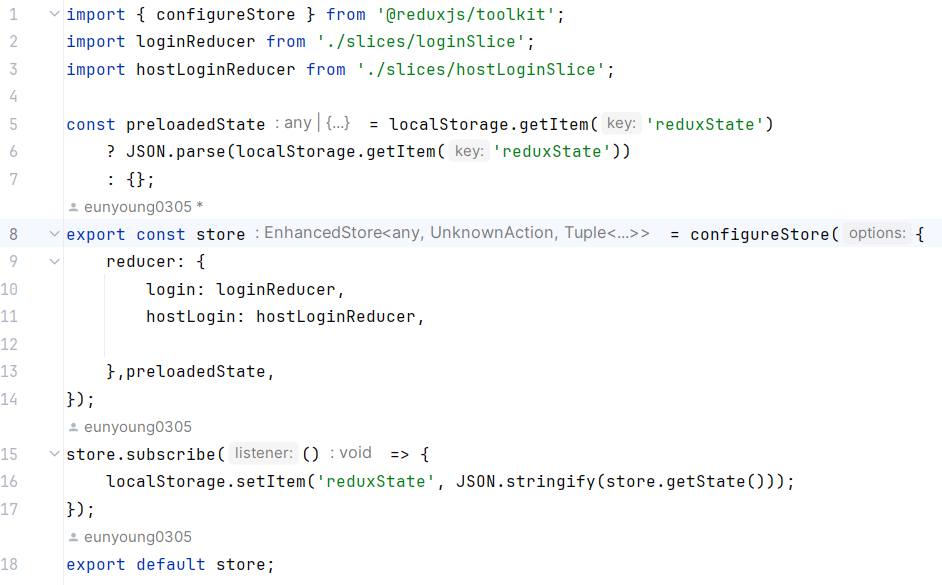 1 import { configureStore } from '@reduxjs/toolkit';
2 import loginReducer from './slices/loginSlice';
3 import hostLoginReducer from './slices/hostLoginSlice';
4
5 const preloadedState : any | {...} = localStorage.getItem( key: 'reduxState')
6 ? JSON.parse(localStorage.getItem( key: 'reduxState'))
7 : {};
eunyoung0305 *
8 export const store : EnhancedStore<any, UnknownAction, Tuple<...>> = configureStore( options: {
9 reducer: {
10 login: loginReducer,
11 hostLogin: hostLoginReducer,
12
13 },preloadedState,
14 });
eunyoung0305
15 store.subscribe( listener: () : void => {
16 localStorage.setItem('reduxState', JSON.stringify(store.getState()));
17 });
eunyoung0305
18 export default store;